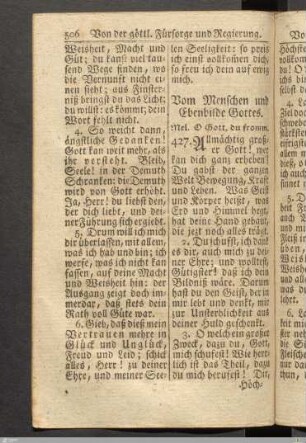 506 Von der göttl. Fürsorge und Regierung.
Weisheit, Macht und
Güt; du kanst viel tau-
send Wege finden, wo
die Vernunft nicht ei-
nen sieht; aus Finster-
niß bringst du das Licht;
du willst: es kömmt; dein
Wort fehlt nicht.
4. So weicht dann,
ängstliche Gedanken!
Gott kan weit mehr, als
ihr versteht. Bleib,
Seele! in der Demuth
Schranken: die Demuth
wird von Gott erhöht.
Ja, Herr! du liebst den,
der dich liebt, und dei-
ner Führung sich ergiebt.
5. Drum will ich mich
dir überlassen, mit allem,
was ich hab und bin; ich
werfe, was ich nicht kan
fassen, auf deine Macht
und Weisheit hin: der
Ausgang zeigt doch im-
merdar, daß stets dein
Rath voll Güte war.
6. Gieb, daß dieß mein
Vertrauen mehre in
Glück und Unglück,
Freud und Leid; schick
alles, Herr! zu deiner
Ehre, und meiner See-
len Seeligkeit: so preis
ich einst vollkomen dich,
so freu ich dein auf ewig
mich.
Vom Menschen und
Ebenbilde Gottes.
Mel. O Gott, du fromm.
427. Allmächtig groß-
er Gott! wer
kan dich ganz erheben!
Du gabst der ganzen
Welt Bewegung, Kraft
und Leben. Was Geist
und Körper heißt, was
Erd und Himmel hegt,
hat deine Hand gebaut,
die jezt noch alles trägt.
2. Du schufst, ich dank
es dir, auch mich zu dei-
ner Ehre; und wolltest,
Gütigster! daß ich dein
Bildniß wäre. Darum
hast du den Geist, der in
mir lebt und denkt, mir
zur Unsterblichkeit aus
deiner Huld geschenkt.
3. O welchem großen
Zweck, dazu du, Gott,
mich schufest! Wie herr-
lich ist das Theil, dazu
du mich berufest! Dir,
Höch-